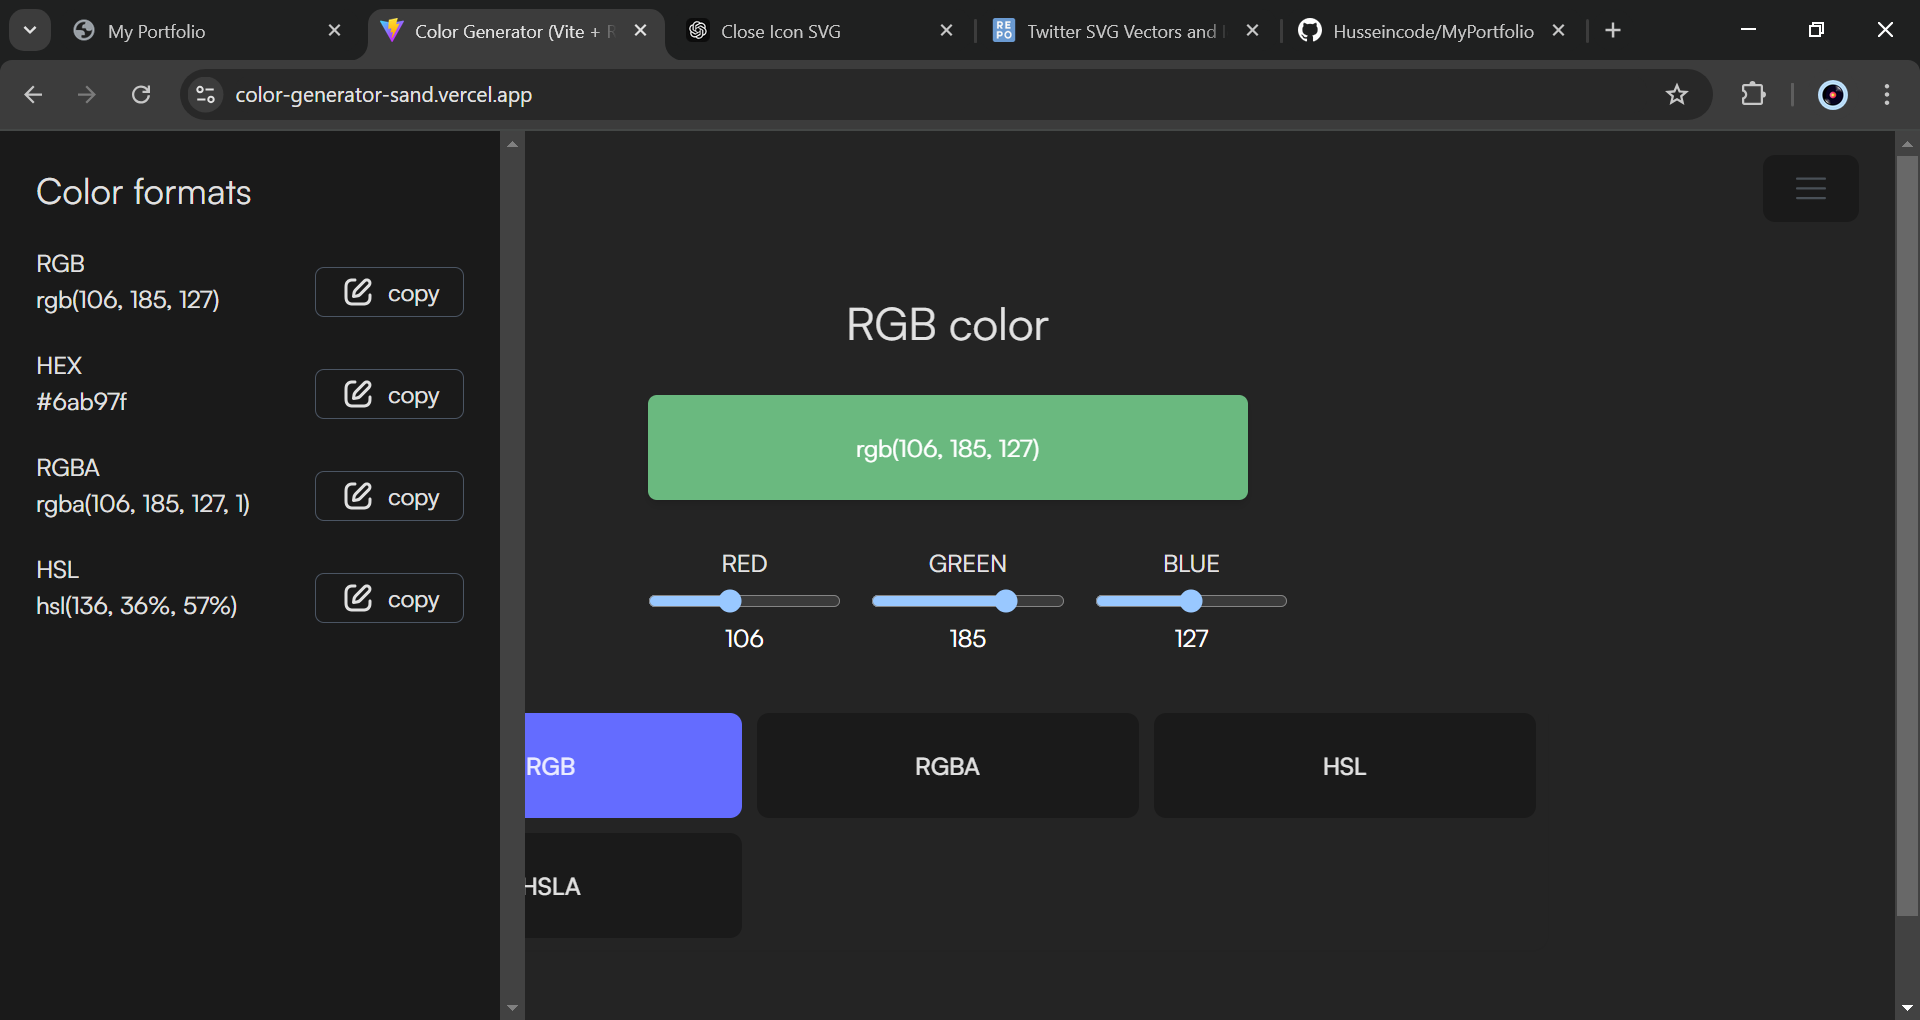 My Portfolio
Color Generator (Vite + R
Close Icon SVG
RE
PO
Twitter SVG Vectors and
Husseincode/MyPortfolio
color-generator-sand.vercel.app
Color formats
RGB
rgb(106, 185, 127)
copy
HEX
#6ab97f
copy
RGBA
rgba(106, 185, 127, 1)
copy
HSL
hsl(136, 36%, 57%)
copy
RGB color
rgb(106, 185, 127)
RED
GREEN
BLUE
106
185
127
RGB
RGBA
HSL
HSLA